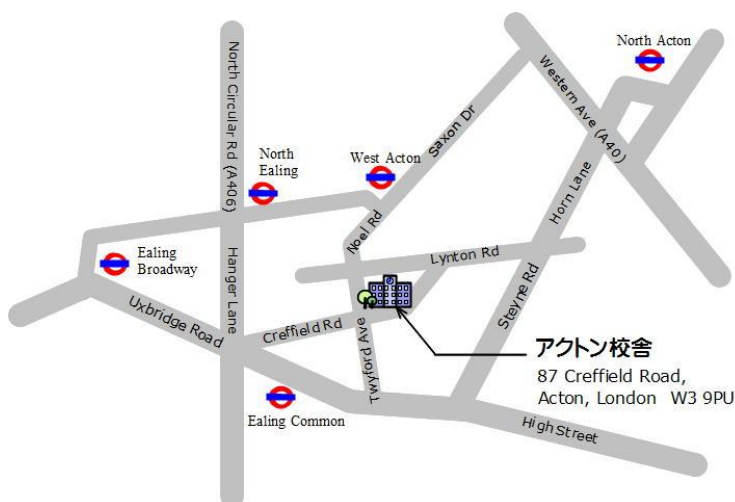 North Acton
North Circular Rd (A406)
Western Ave (A40)
Saxon Dr
North
Ealing
West Acton
Horn Lane
Noel Rd
Ealing
Broadway
Hanger Lane
Lynton Rd
Uxbridge Road
Creffield Rd
Steyne Rd
Twyford Ave
アクトン校舎
87 Creffield Road,
Acton, London W3 9PU
Ealing Common
High Street